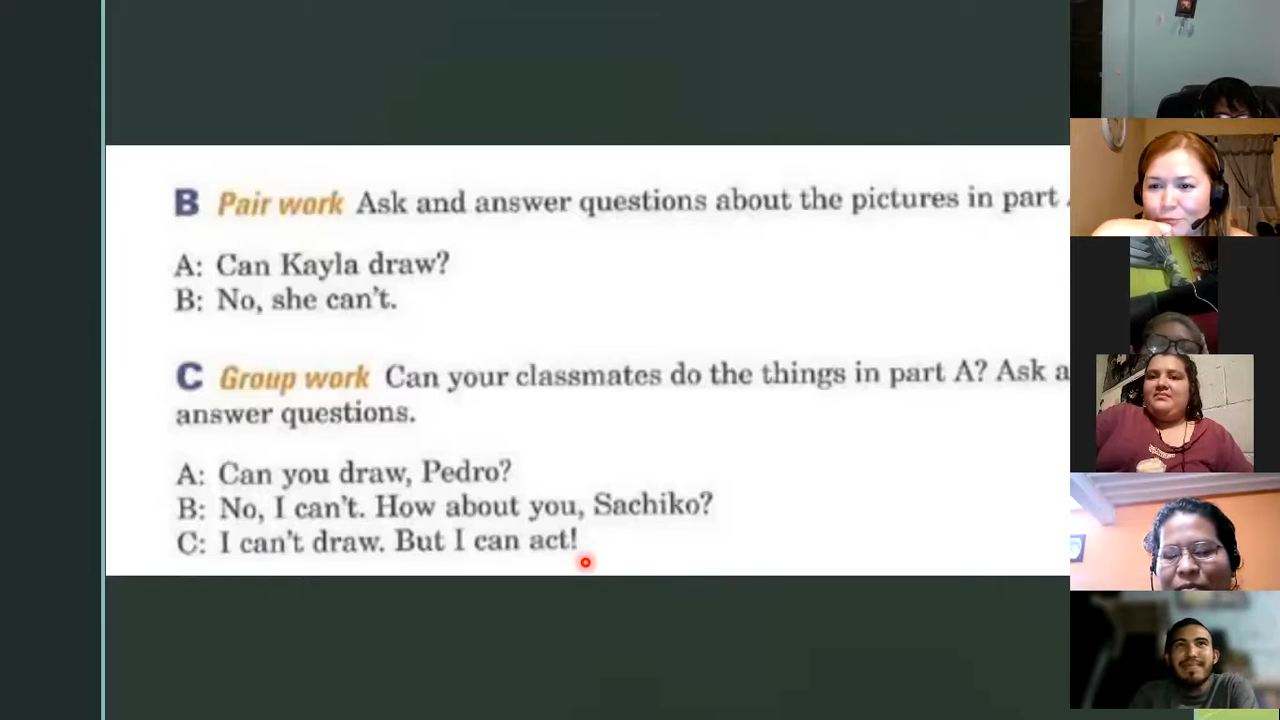 B Pair work Ask and answer questions about the pictures in part
A: Can Kayla draw?
B: No, she can't.
C Group work Can your classmates do the things in part A? Ask a
answer questions.
A: Can you draw, Pedro?
B: No, I can't. How about you, Sachiko?
C: I can't draw. But I can act!